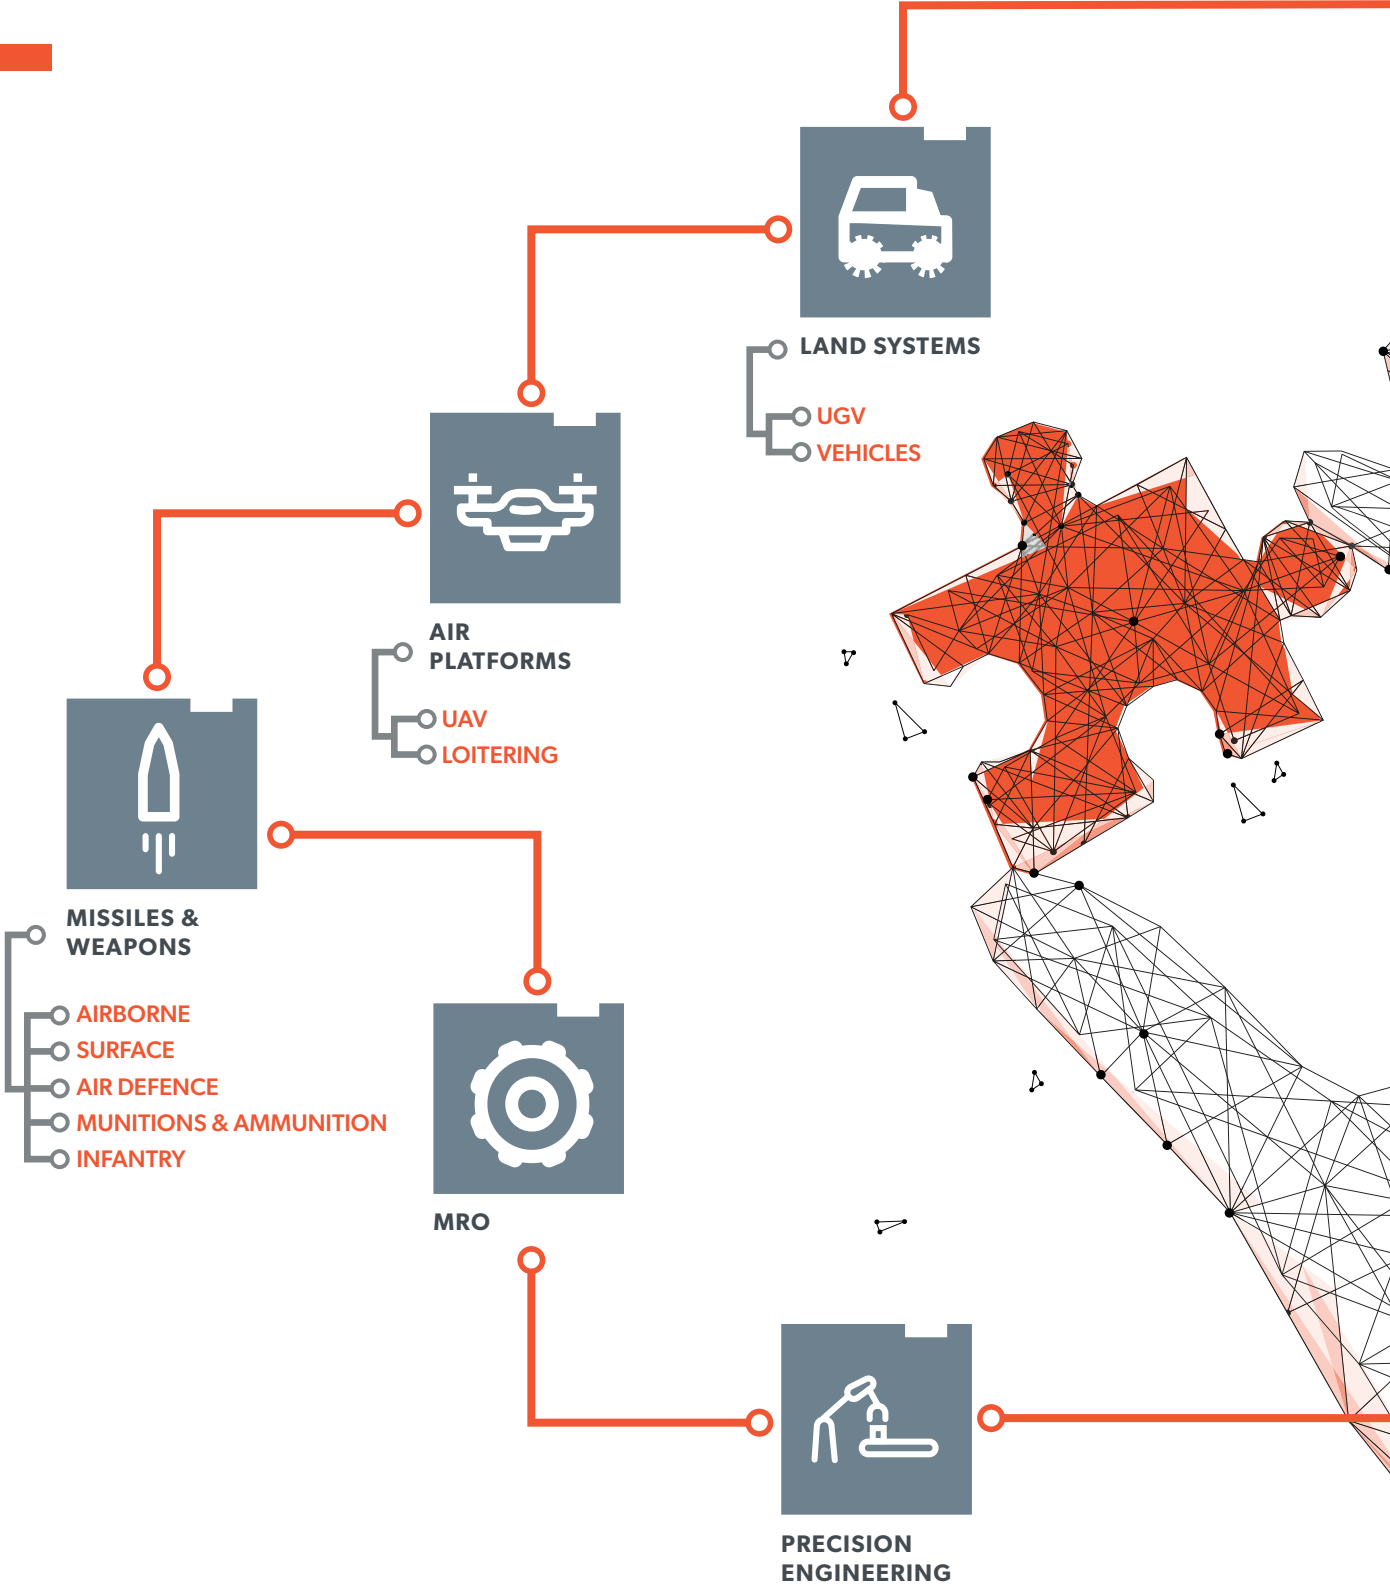 LAND SYSTEMS
UGV
VEHICLES
AIR
PLATFORMS
UAV
LOITERING
MISSILES &
WEAPONS
AIRBORNE
SURFACE
AIR DEFENCE
MUNITIONS & AMMUNITION
INFANTRY
MRO
PRECISION
ENGINEERING